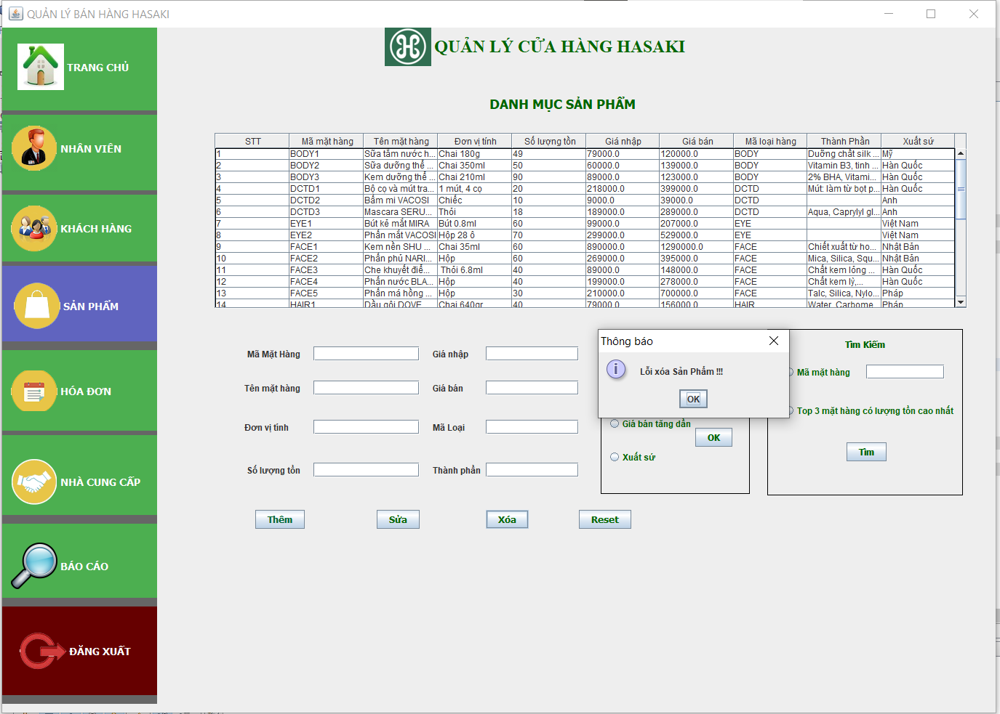 QUẢN LÝ BÁN HÀNG HASAKI
QUẢN LÝ CỬA HÀNG HASAKI
TRANG CHỦ
NHÂN VIÊN
KHÁCH HÀNG
SẢN PHẨM
HÓA ĐƠN
NHÀ CUNG CẤP
BÁO CÁO
ĐĂNG XUẤT
DANH MỤC SẢN PHẨM
STT Mã mặt hàng Tên mặt hàng Đơn vị tính Số lượng tồn Giá nhập Giá bán Mã loại hàng Thành Phần Xuất sứ
1 BODY1 Sữa tắm nước h... Chai 180g 49 79000.0 120000.0 BODY Duỡng chất silk ... Mỹ
2 BODY2 Sữa dưỡng thể ... Chai 350ml 50 60000.0 139000.0 BODY Vitamin B3, tinh ... Hàn Quốc
3 BODY3 Kem dưỡng thể ... Chai 210ml 90 89000.0 123000.0 BODY 2% BHA, Vitami... Hàn Quốc
4 DCTD1 Bộ cọ và mút tra... 1 mút, 4 cọ 20 218000.0 399000.0 DCTD Mút: làm từ bọt p... Hàn Quốc
5 DCTD2 Bấm mi VACOSI Chiếc 10 9000.0 39000.0 DCTD Anh
6 DCTD3 Mascara SERU... Thỏi 18 189000.0 289000.0 DCTD Aqua, Caprylyl gl... Anh
7 EYE1 Bút kẻ mắt MIRA Bút 0.8ml 60 99000.0 207000.0 EYE Việt Nam
8 EYE2 Phấn mắt VACOSI Hộp 28 ô 70 299000.0 529000.0 EYE Việt Nam
9 FACE1 Kem nền SHU ... Chai 35ml 60 890000.0 1290000.0 FACE Chiết xuất từ ho... Nhật Bản
10 FACE2 Phấn phủ NARI... Hộp 60 269000.0 395000.0 FACE Mica, Silica, Squ... Nhật Bản
11 FACE3 Che khuyết điể... Thỏi 6.8ml 40 89000.0 148000.0 FACE Chất kem lỏng ... Hàn Quốc
12 FACE4 Phấn nước BLA... Hộp 40 199000.0 278000.0 FACE Chất kem lỳ,... Hàn Quốc
13 FACE5 Phấn má hồng ... Hộp 30 210000.0 700000.0 FACE Talc, Silica, Nylo... Pháp
14 HAIR1 Dầu gội DOVE Chai 640gr 40 79000.0 156000.0 HAIR Water, Carbome Pháp
Mã Mặt Hàng
Giá nhập
Tên mặt hàng
Giá bán
Đơn vị tính
Mã Loại
Số lượng tồn
Thành phần
Thêm
Sửa
Xóa
Reset
Thông báo
Lỗi xóa Sản Phẩm !!!
OK
Giá bán tăng dần
OK
Xuất sứ
Tìm Kiếm
Mã mặt hàng
Top 3 mặt hàng có lượng tồn cao nhất
Tìm